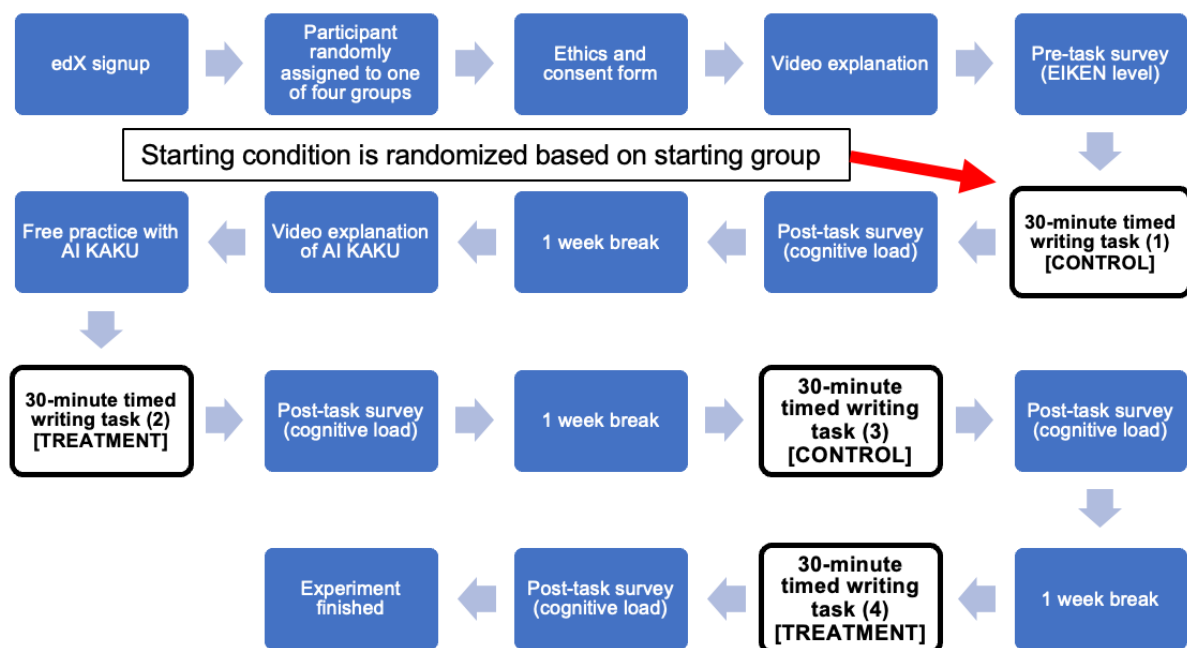 edX signup
Participant
randomly
assigned to one
of four groups
Ethics and
consent form
Video explanation
Pre-task survey
(EIKEN level)
Starting condition is randomized based on starting group
30-minute timed
writing task (1)
[CONTROL]
Post-task survey
(cognitive load)
1 week break
Video explanation
of AI KAKU
Free practice with
AI KAKU
30-minute timed
writing task (2)
[TREATMENT]
Post-task survey
(cognitive load)
1 week break
30-minute
timed writing
task (3)
[CONTROL]
Post-task survey
(cognitive load)
1 week break
30-minute
timed writing
task (4)
[TREATMENT]
Post-task survey
(cognitive load)
Experiment
finished